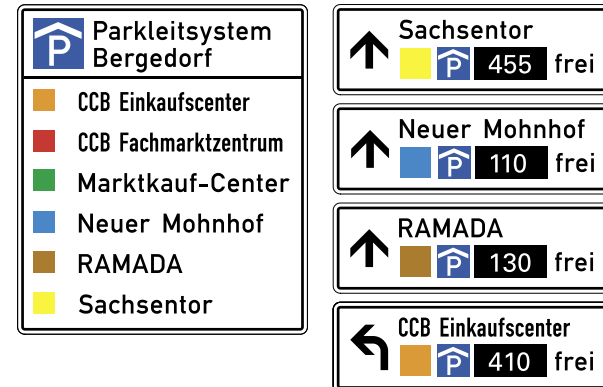 P
Parkleitsystem
Bergedorf
CCB Einkaufscenter
CCB Fachmarktzentrum
Marktkauf-Center
Neuer Mohnhof
RAMADA
Sachsentor
Sachsentor
P 455 frei
Neuer Mohnhof
P 110 frei
RAMADA
P 130 frei
CCB Einkaufscenter
P 410 frei